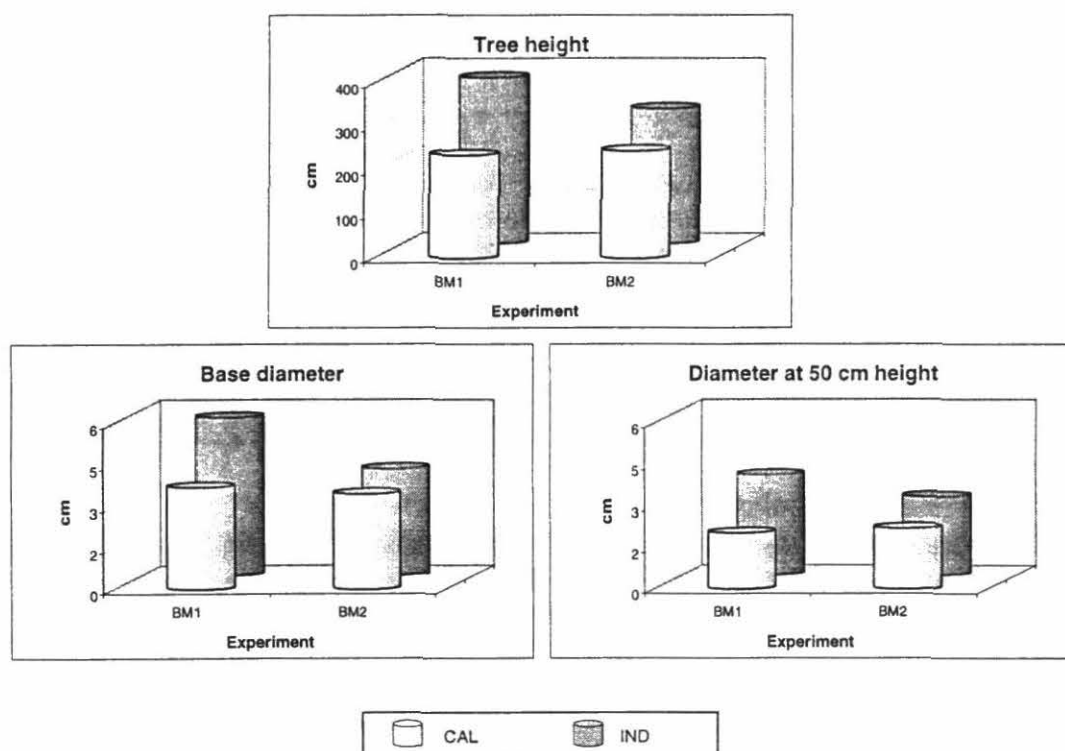 Tree height
400
300
200
100
0
cm
BM1 BM2
Experiment
Base diameter
6
5
3
2
0
cm
BM1 BM2
Experiment
Diameter at 50 cm height
6
5
3
2
0
cm
BM1 BM2
Experiment
CAL IND